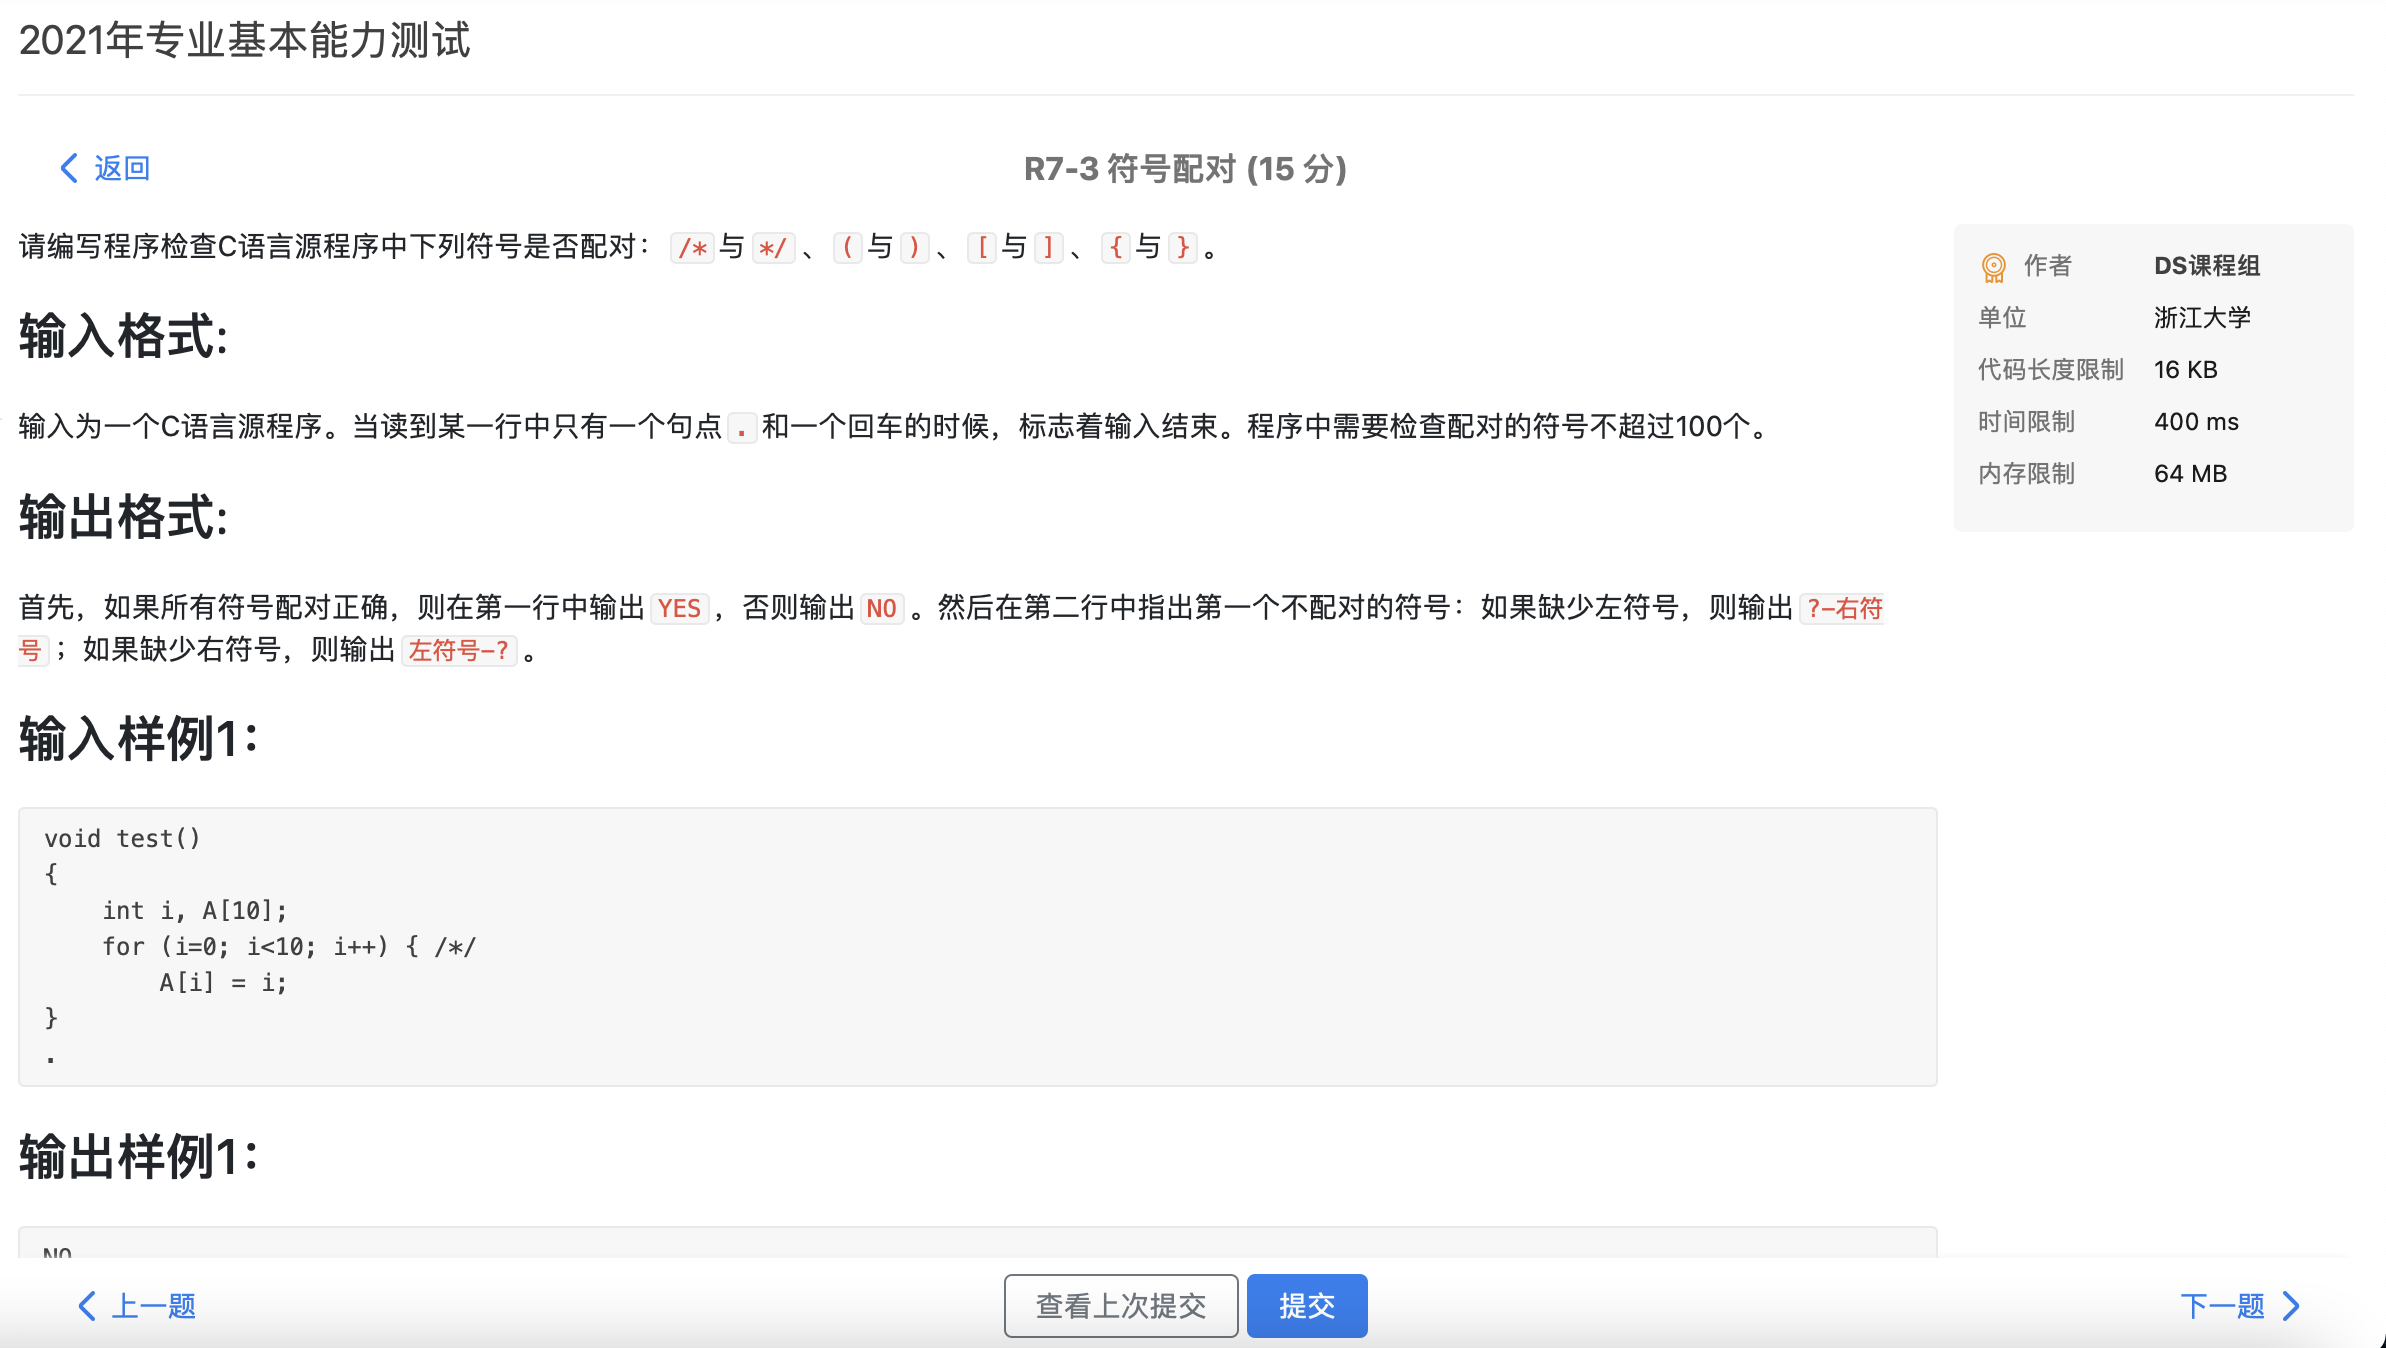 2021年专业基本能力测试
返回
R7-3 符号配对 (15 分)
请编写程序检查C语言源程序中下列符号是否配对： /* 与 */ 、 ( 与 ) 、 [ 与 ] 、 { 与 } 。
作者 DS课程组
单位 浙江大学
代码长度限制 16 KB
时间限制 400 ms
内存限制 64 MB
输入格式:
输入为一个C语言源程序。当读到某一行中只有一个句点 . 和一个回车的时候，标志着输入结束。程序中需要检查配对的符号不超过100个。
输出格式:
首先，如果所有符号配对正确，则在第一行中输出 YES ，否则输出 NO 。然后在第二行中指出第一个不配对的符号：如果缺少左符号，则输出 ?-右符
号 ；如果缺少右符号，则输出 左符号-? 。
输入样例1：
void test()
{
    int i, A[10];
    for (i=0; i<10; i++) { /*/
        A[i] = i;
}
.
输出样例1：
NO
上一题
查看上次提交
提交
下一题